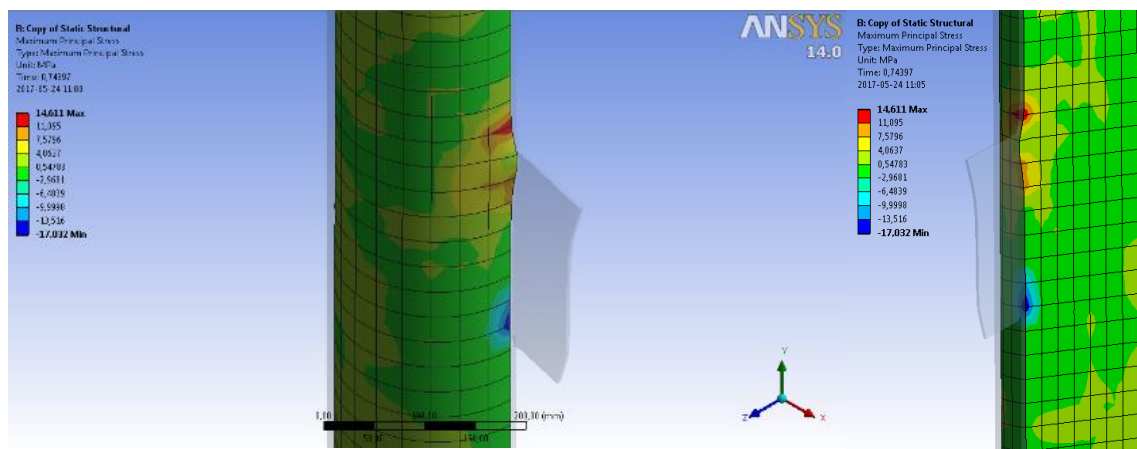 B: Copy of Static Structural
Maximum Principal Stress
Type: Maximum Principal Stress
Unit: MPa
Time: 0,74397
2017-05-24 11:03
14,611 Max
11,095
7,5796
4,0637
0,54783
-2,9681
-6,4839
-9,9998
-13,516
-17,032 Min
ANSYS
14.0
0,00
100,00
200,00 (mm)
50,00
150,00
Y
Z
X
B: Copy of Static Structural
Maximum Principal Stress
Type: Maximum Principal Stress
Unit: MPa
Time: 0,74397
2017-05-24 11:05
14,611 Max
11,095
7,5796
4,0637
0,54783
-2,9681
-6,4839
-9,9998
-13,516
-17,032 Min